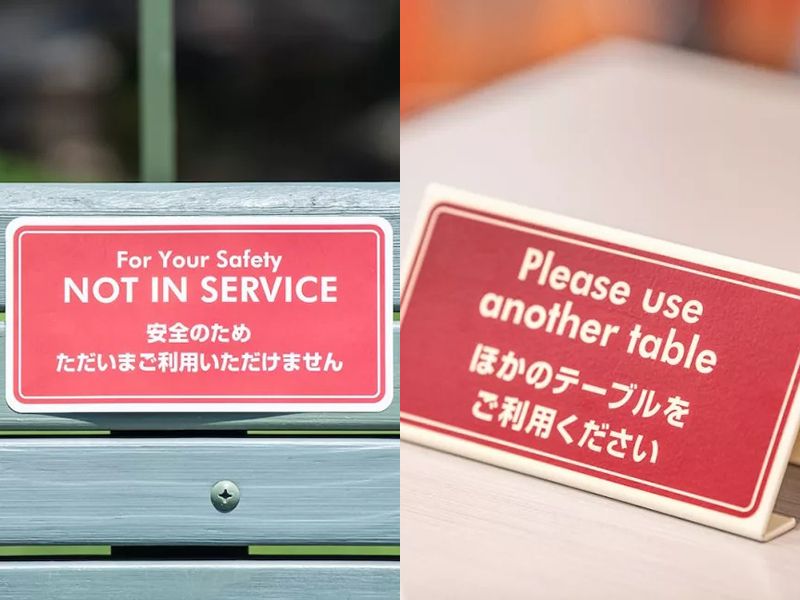 For Your Safety
NOT IN SERVICE
安全のため
ただいまご利用いただけません
Please use
another table
ほかのテーブルを
ご利用ください